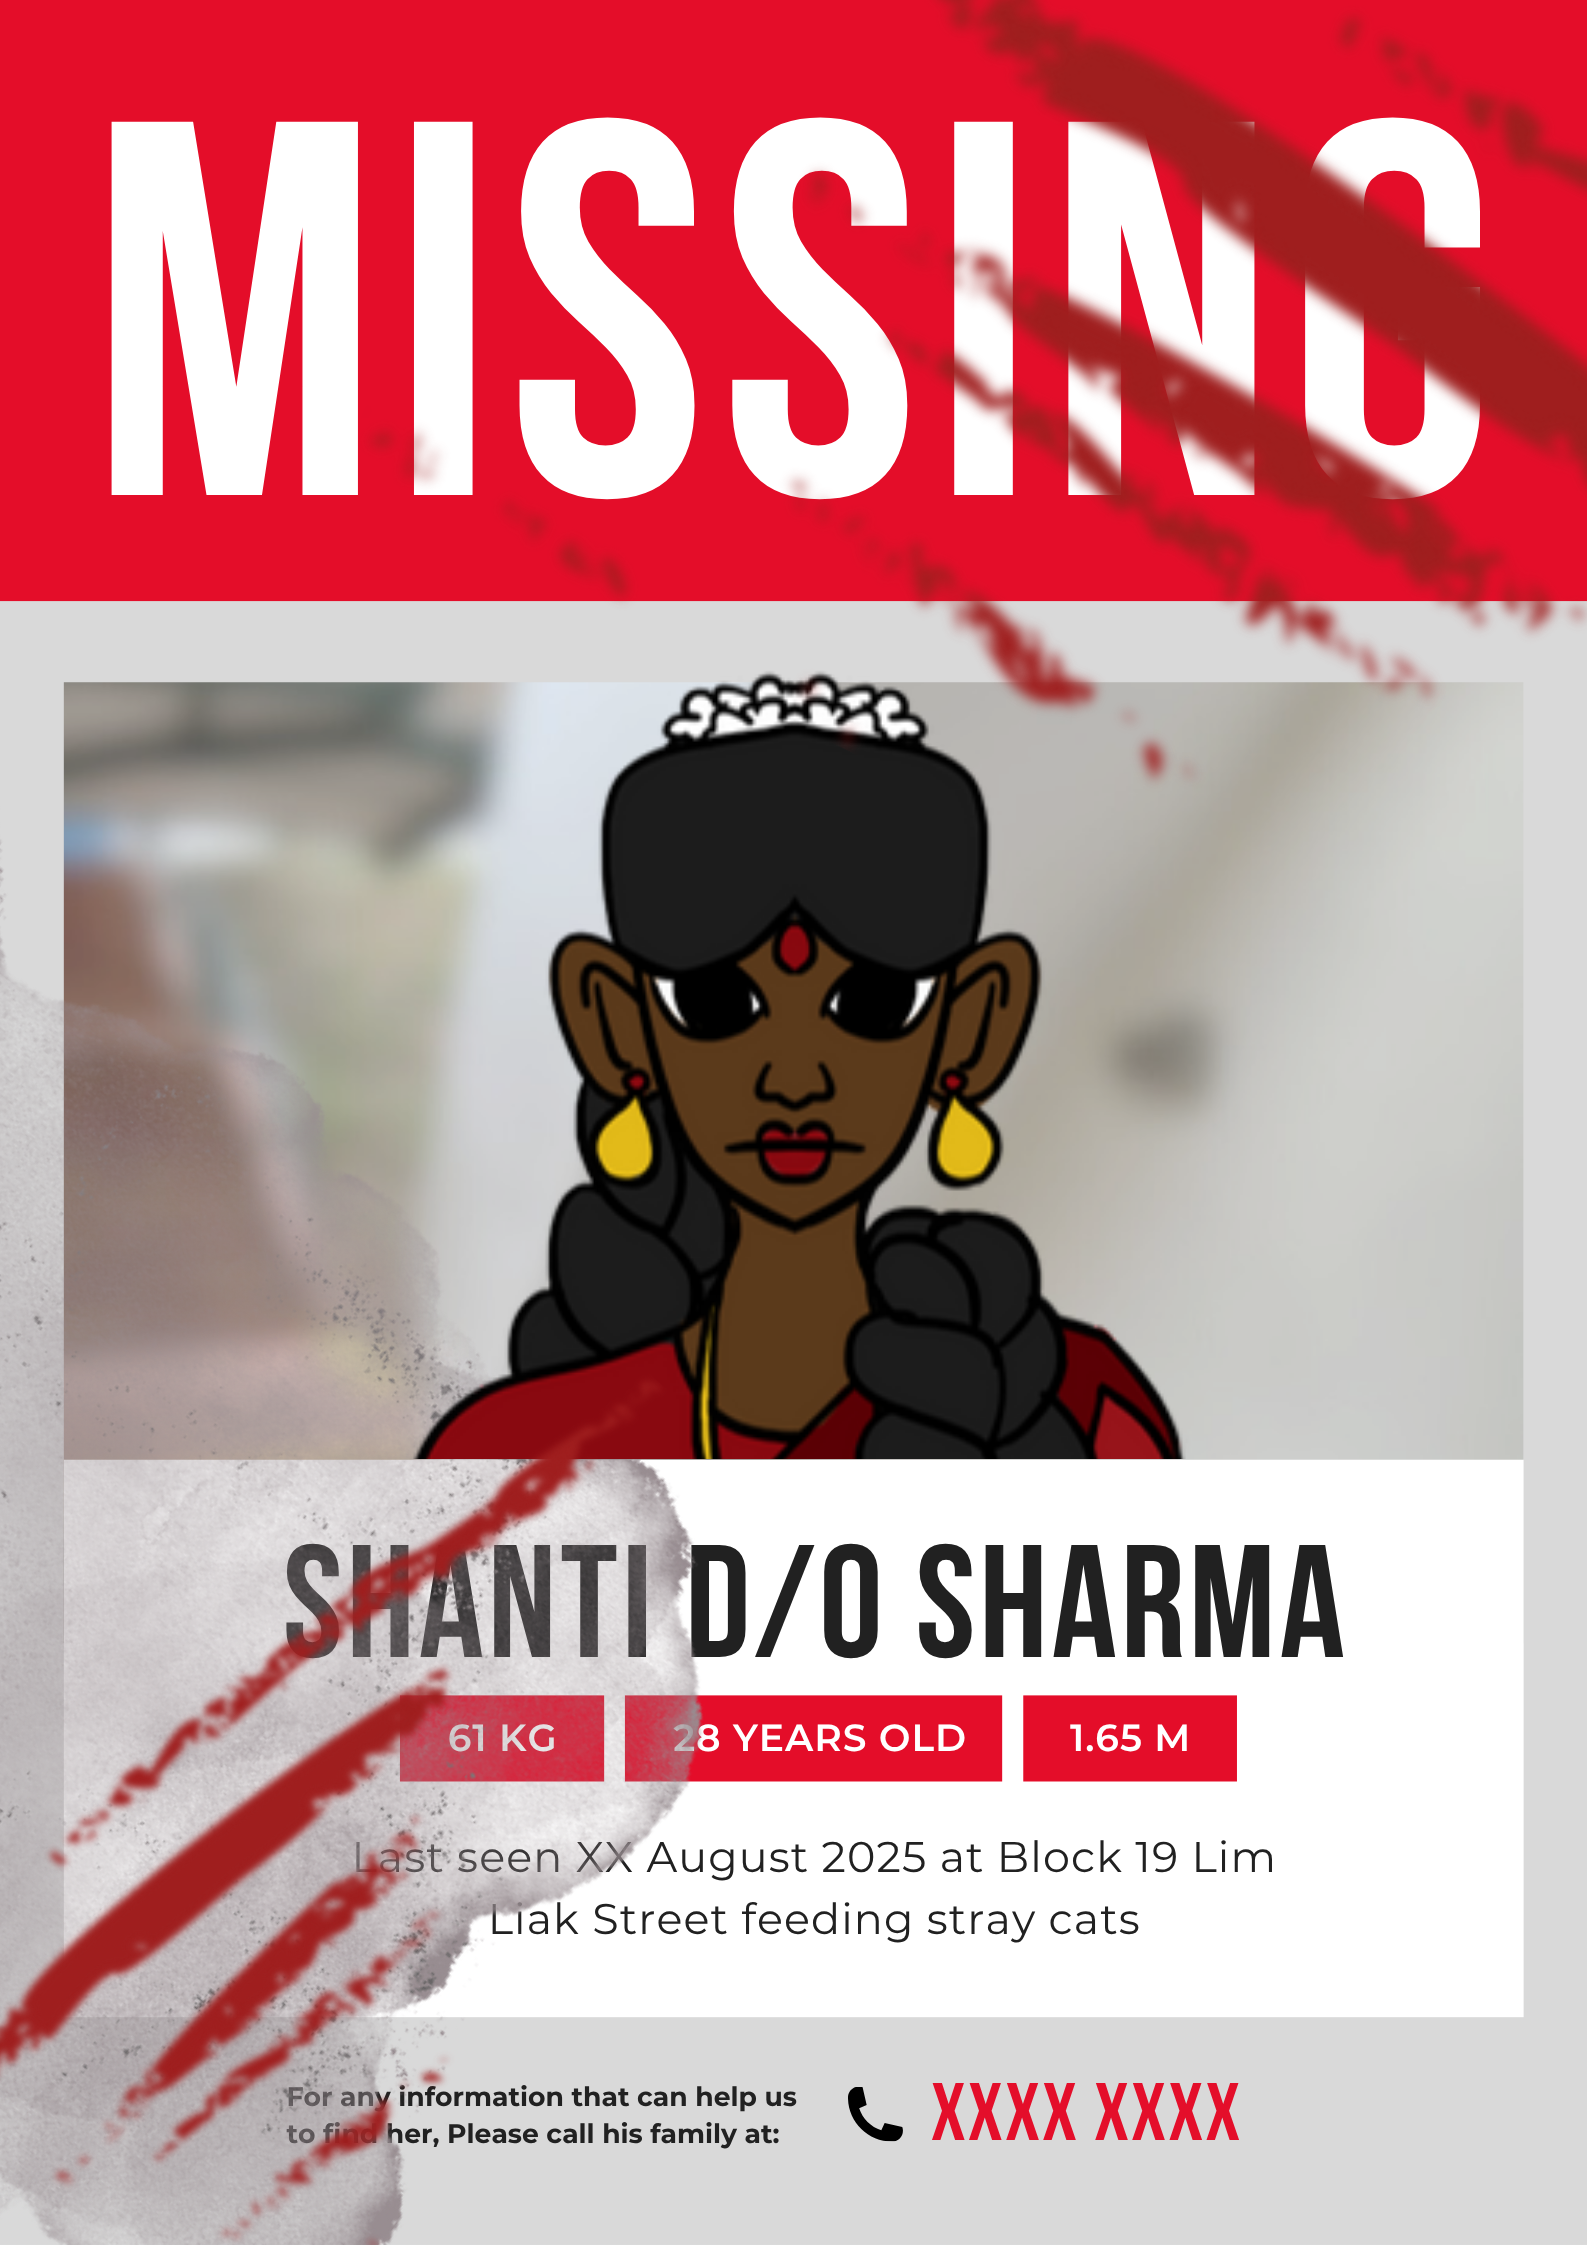 MISSING
SHANTI D/O SHARMA
61 KG 28 YEARS OLD 1.65 M
Last seen XX August 2025 at Block 19 Lim
Liak Street feeding stray cats
For any information that can help us
to find her, Please call his family at:
XXXX XXXX